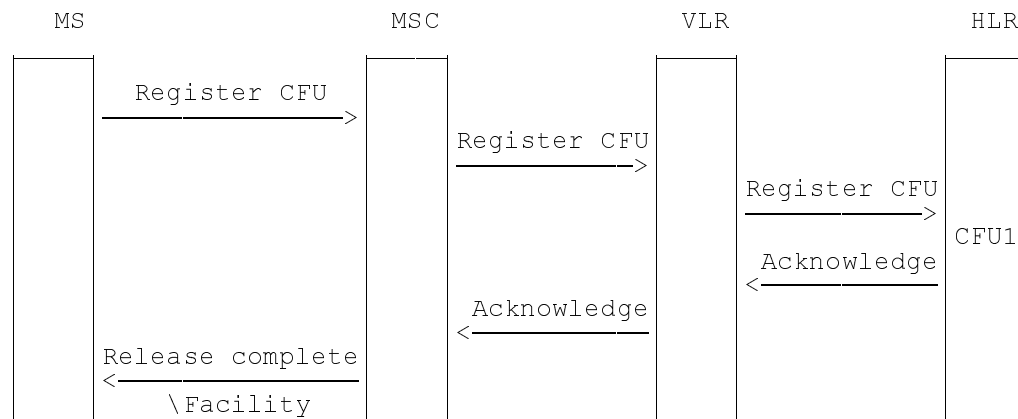 MS MSC VLR HLR
Register CFU
Register CFU
Register CFU
CFU1
Acknowledge
Acknowledge
Release complete
\Facility